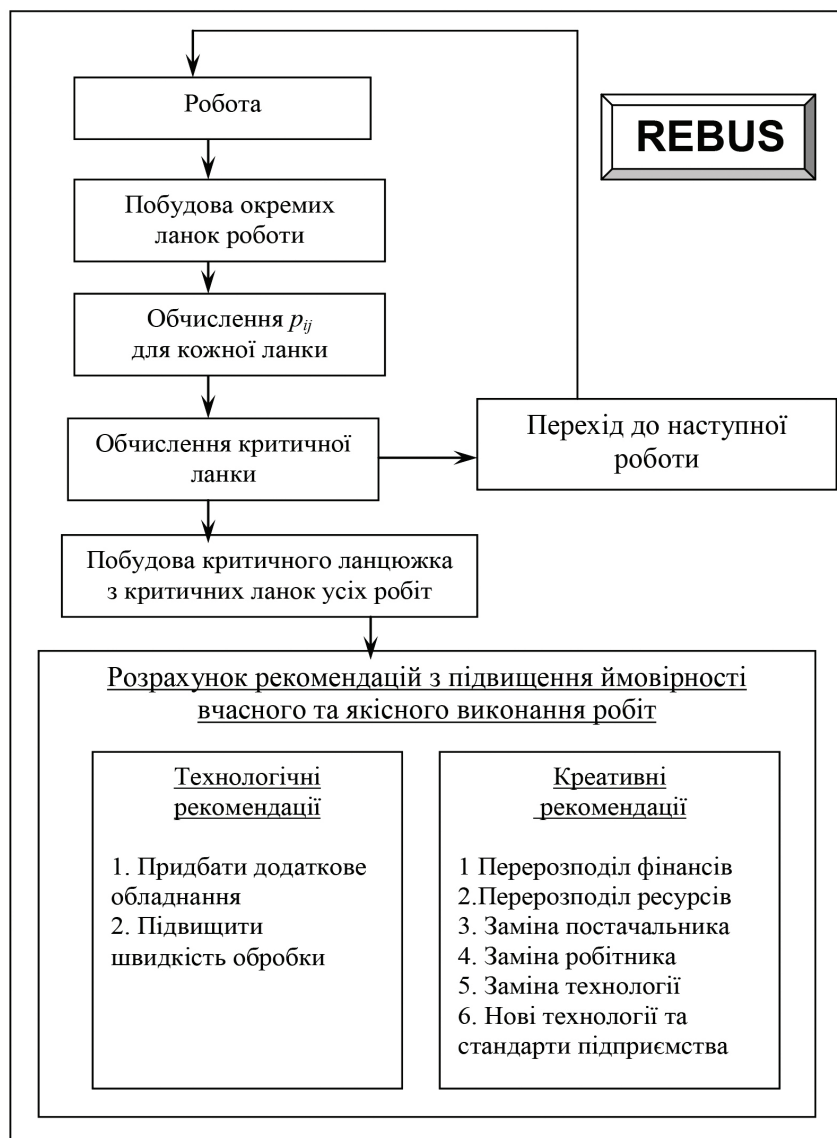 Робота
REBUS
Побудова окремих
ланок роботи
Обчислення p_ij
для кожної ланки
Обчислення критичної
ланки
Перехід до наступної
роботи
Побудова критичного ланцюжка
з критичних ланок усіх робіт
Розрахунок рекомендацій з підвищення ймовірності
вчасного та якісного виконання робіт
Технологічні
рекомендації
1. Придбати додаткове
обладнання
2. Підвищити
швидкість обробки
Креативні
рекомендації
1 Перерозподіл фінансів
2.Перерозподіл ресурсів
3. Заміна постачальника
4. Заміна робітника
5. Заміна технології
6. Нові технології та
стандарти підприємства